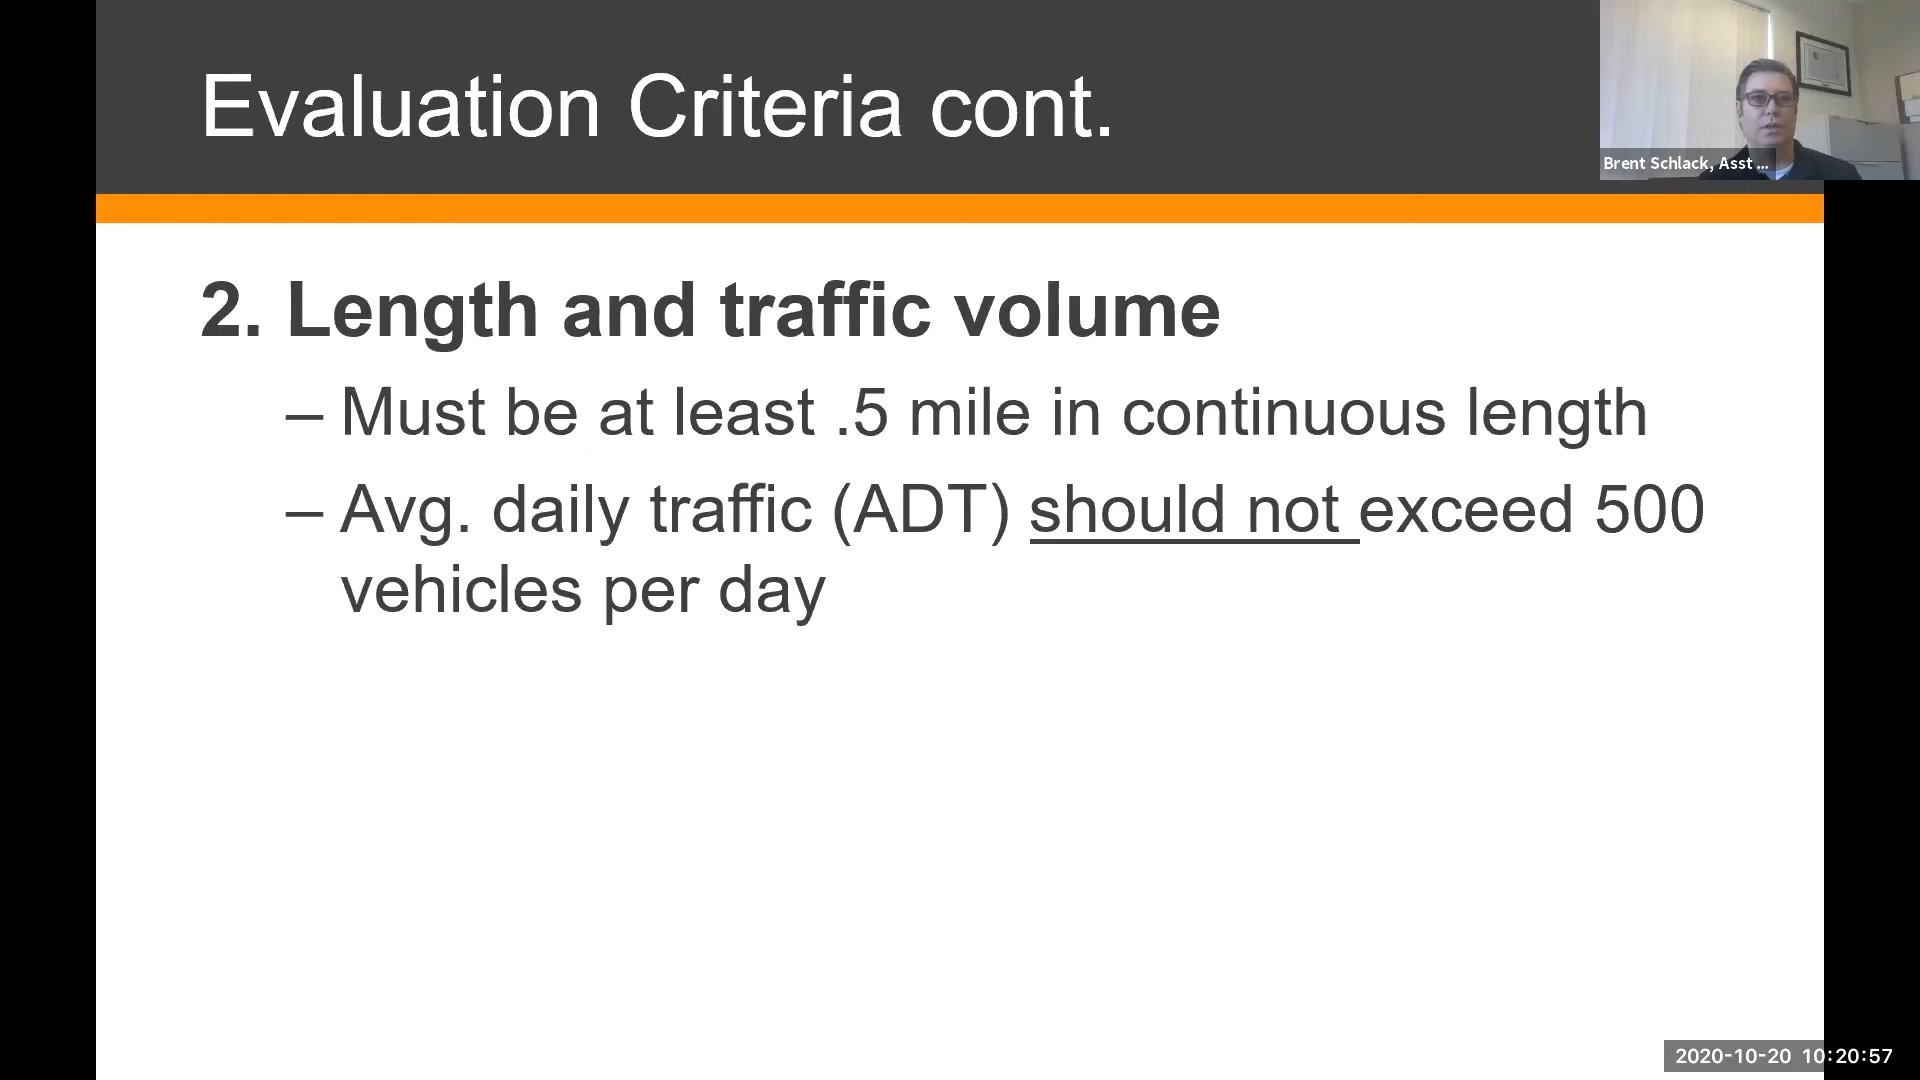 Evaluation Criteria cont.
Brent Schlack, Asst ...
2. Length and traffic volume
– Must be at least .5 mile in continuous length
– Avg. daily traffic (ADT) should not exceed 500
vehicles per day
2020-10-20 10:20:57